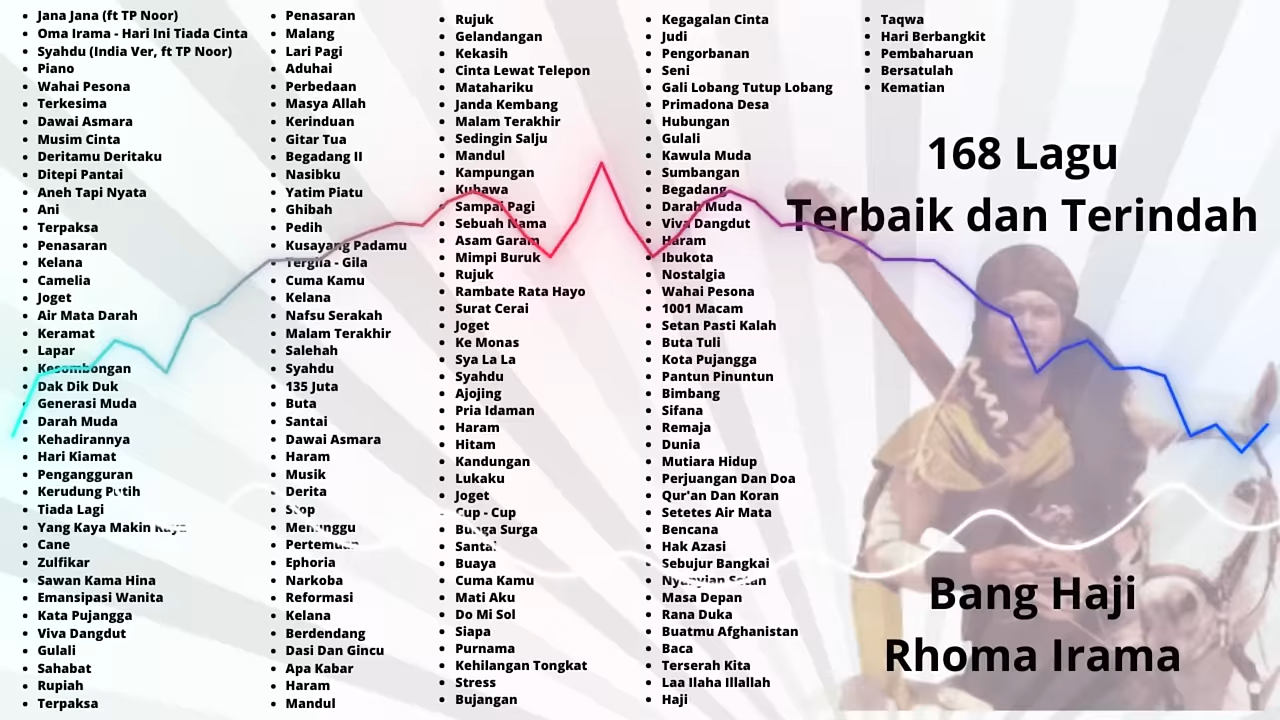 Jana Jana (ft TP Noor)
Oma Irama - Hari Ini Tiada Cinta
Syahdu (India Ver, ft TP Noor)
Piano
Wahai Pesona
Terkesima
Dawai Asmara
Musim Cinta
Deritamu Deritaku
Ditepi Pantai
Aneh Tapi Nyata
Ani
Terpaksa
Penasaran
Kelana
Camelia
Joget
Air Mata Darah
Keramat
Lapar
Kesombongan
Dak Dik Duk
Generasi Muda
Darah Muda
Kehadirannya
Hari Kiamat
Pengangguran
Kerudung Putih
Tiada Lagi
Yang Kaya Makin Kaya
Cane
Zulfikar
Sawan Kama Hina
Emansipasi Wanita
Kata Pujangga
Viva Dangdut
Gulali
Sahabat
Rupiah
Terpaksa
Penasaran
Malang
Lari Pagi
Aduhai
Perbedaan
Masya Allah
Kerinduan
Gitar Tua
Begadang II
Nasibku
Yatim Piatu
Ghibah
Pedih
Kusayang Padamu
Tergila - Gila
Cuma Kamu
Kelana
Nafsu Serakah
Malam Terakhir
Salehah
Syahdu
135 Juta
Buta
Santai
Dawai Asmara
Haram
Musik
Derita
Stop
Menunggu
Pertemuan
Ephoria
Narkoba
Reformasi
Kelana
Berdendang
Dasi Dan Gincu
Apa Kabar
Haram
Mandul
Rujuk
Gelandangan
Kekasih
Cinta Lewat Telepon
Matahariku
Janda Kembang
Malam Terakhir
Sedingin Salju
Mandul
Kampungan
Kubawa
Sampai Pagi
Sebuah Nama
Asam Garam
Mimpi Buruk
Rujuk
Rambate Rata Hayo
Surat Cerai
Joget
Ke Monas
Sya La La
Syahdu
Ajojing
Pria Idaman
Haram
Hitam
Kandungan
Lukaku
Joget
Cup - Cup
Bunga Surga
Santai
Buaya
Cuma Kamu
Mati Aku
Do Mi Sol
Siapa
Purnama
Kehilangan Tongkat
Stress
Bujangan
Kegagalan Cinta
Judi
Pengorbanan
Seni
Gali Lobang Tutup Lobang
Primadona Desa
Hubungan
Gulali
Kawula Muda
Sumbangan
Begadang
Darah Muda
Viva Dangdut
Haram
Ibukota
Nostalgia
Wahai Pesona
1001 Macam
Setan Pasti Kalah
Buta Tuli
Kota Pujangga
Pantun Pinuntun
Bimbang
Sifana
Remaja
Dunia
Mutiara Hidup
Perjuangan Dan Doa
Qur'an Dan Koran
Setetes Air Mata
Bencana
Hak Azasi
Sebujur Bangkai
Nyanyian Setan
Masa Depan
Rana Duka
Buatmu Afghanistan
Baca
Terserah Kita
Laa Ilaha Illallah
Haji
Taqwa
Hari Berbangkit
Pembaharuan
Bersatulah
Kematian
168 Lagu
Terbaik dan Terindah
Bang Haji
Rhoma Irama